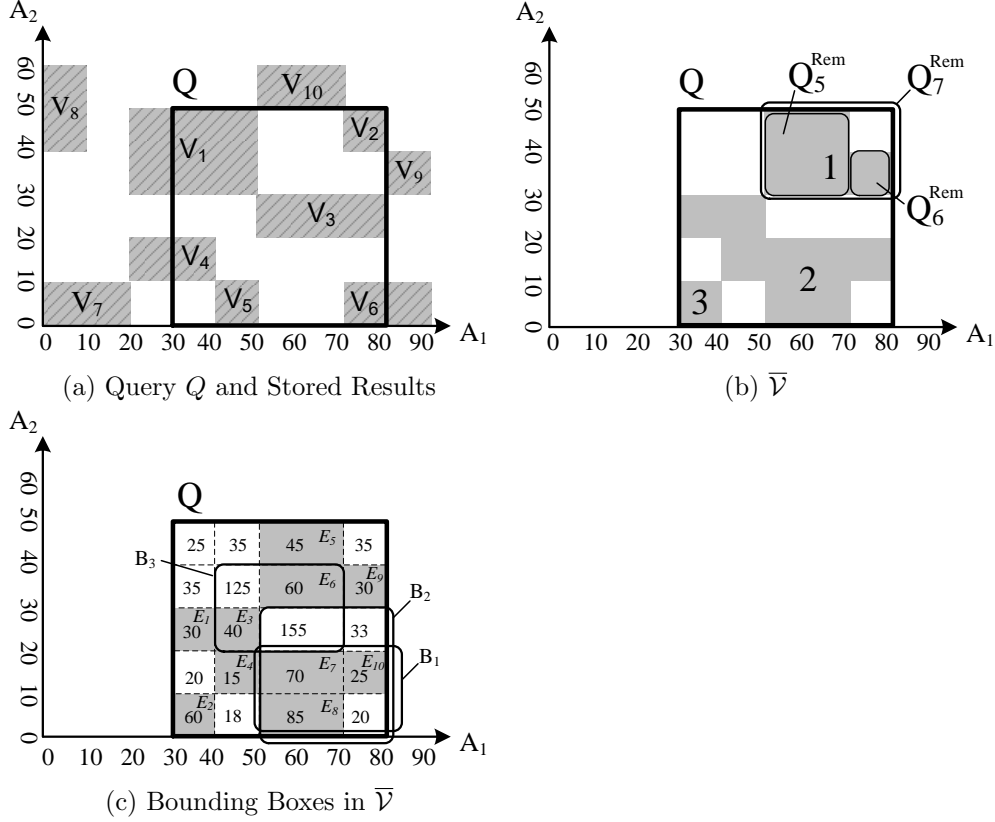 A2
60
50
40
30
20
10
0
Q
V8
V10
V1
V2
V9
V3
V4
V7
V5
V6
0 10 20 30 40 50 60 70 80 90 A1
(a) Query Q and Stored Results
A2
60
50
40
30
20
10
0
Q
Q5Rem
Q7Rem
1
Q6Rem
2
3
0 10 20 30 40 50 60 70 80 90 A1
(b) V̅
A2
60
50
40
30
20
10
0
Q
25 35 45 E5 35
B3
35 125 60 E6 30 E9
B2
30 E1 40 E3 155 33
B1
20 15 E4 70 E7 25 E10
60 E2 18 85 E8 20
0 10 20 30 40 50 60 70 80 90 A1
(c) Bounding Boxes in V̅